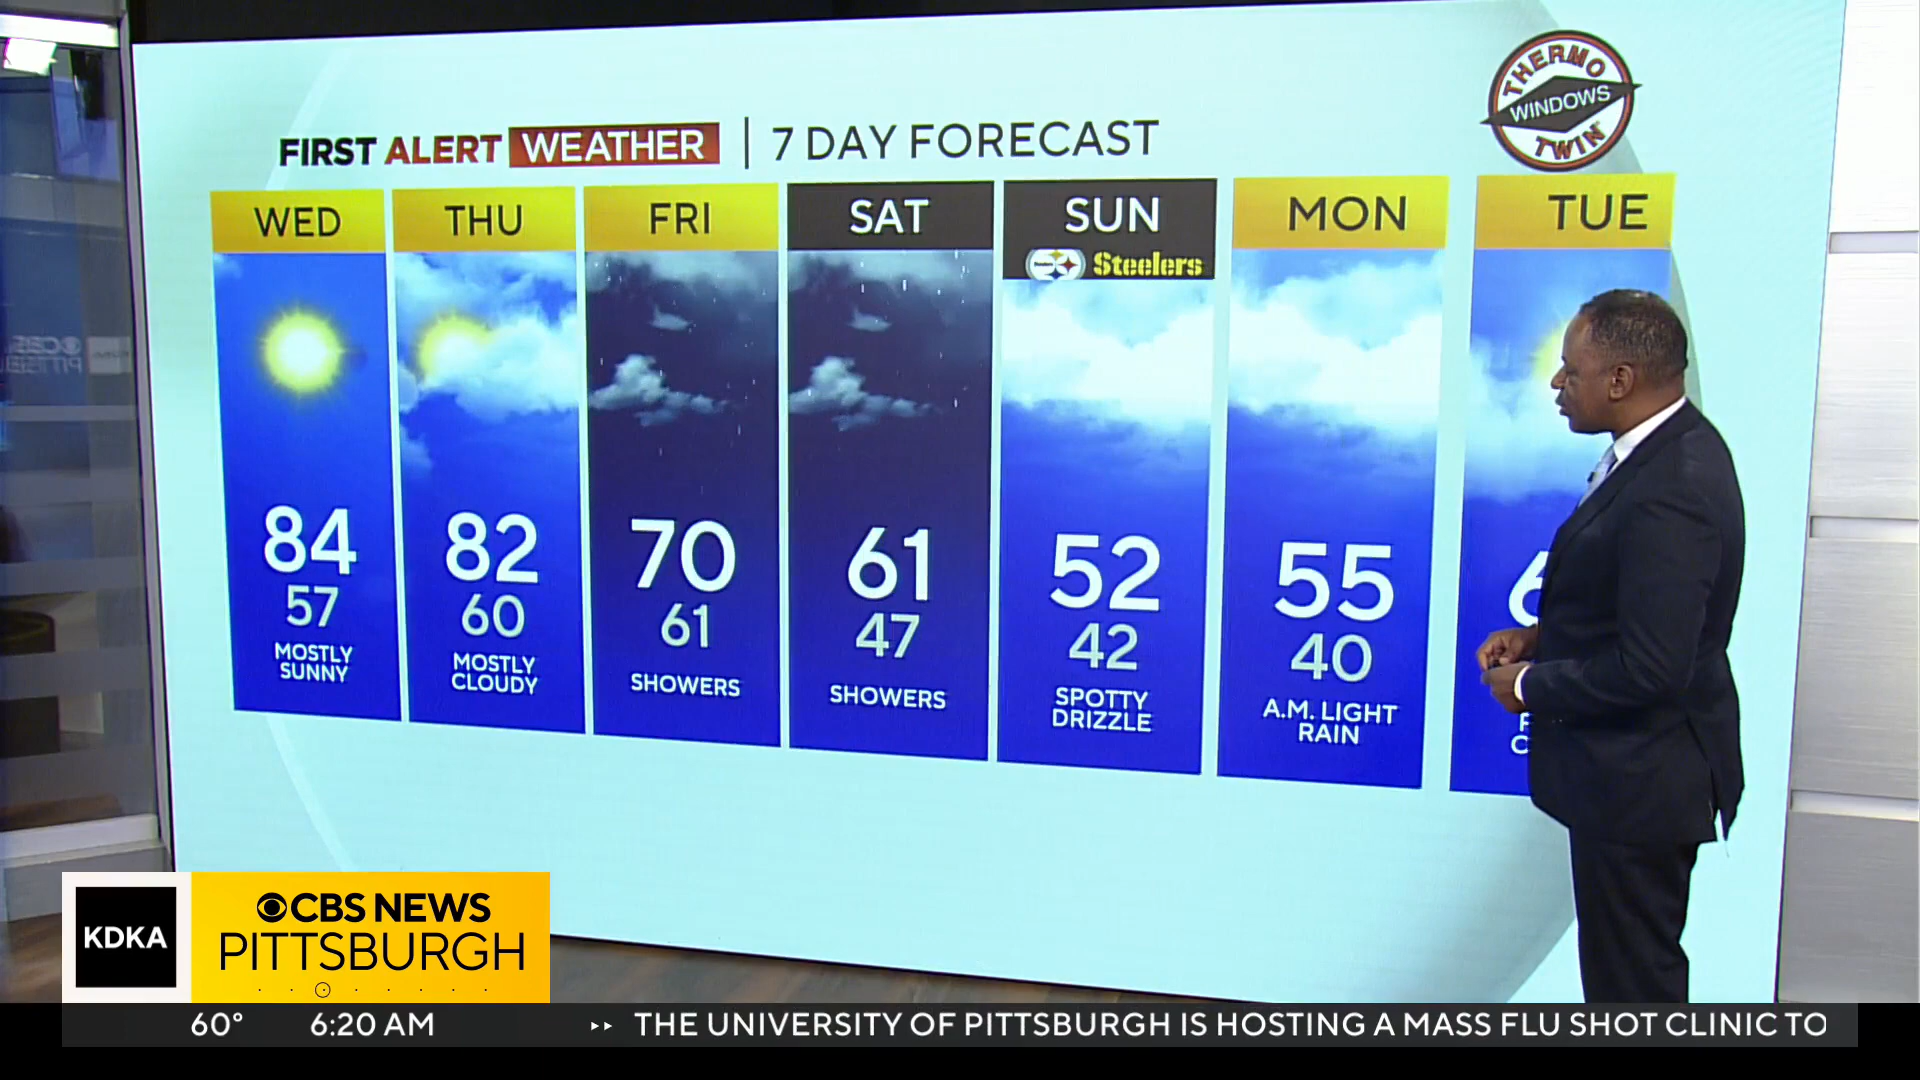 THERMO
WINDOWS
TWIN
FIRST ALERT WEATHER | 7 DAY FORECAST
WED
84
57
MOSTLY
SUNNY
THU
82
60
MOSTLY
CLOUDY
FRI
70
61
SHOWERS
SAT
61
47
SHOWERS
SUN
Steelers
52
42
SPOTTY
DRIZZLE
MON
55
40
A.M. LIGHT
RAIN
TUE
KDKA
CBS NEWS
PITTSBURGH
60° 6:20 AM THE UNIVERSITY OF PITTSBURGH IS HOSTING A MASS FLU SHOT CLINIC TO